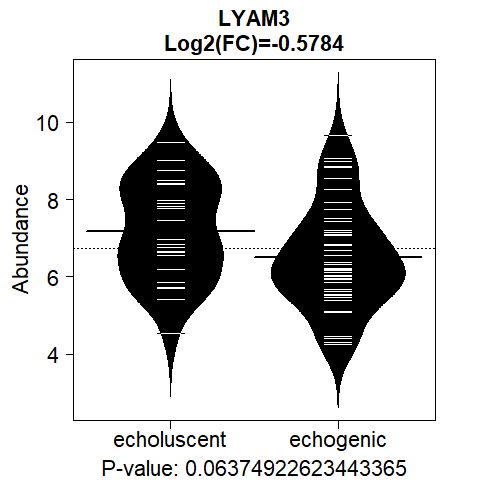 LYAM3
Log2(FC)=-0.5784
Abundance
10
8
6
4
echoluscent echogenic
P-value: 0.06374922623443365